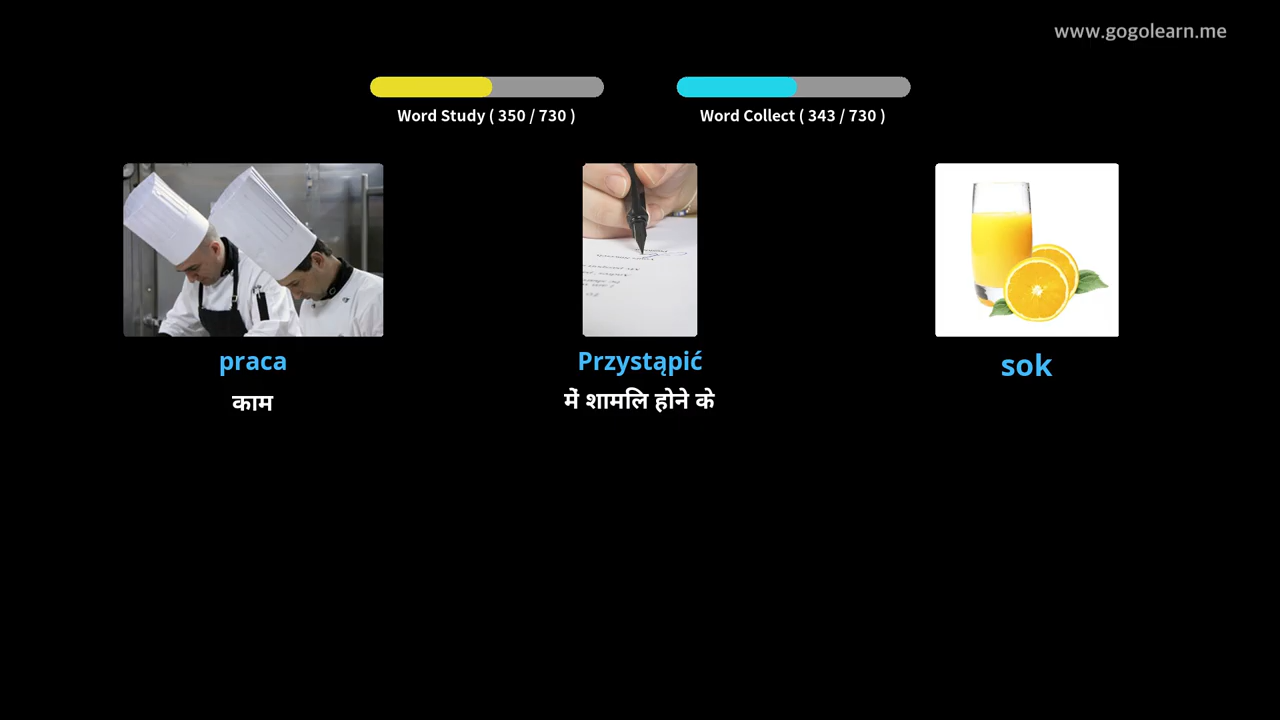 www.gogolearn.me
Word Study ( 350 / 730 )
Word Collect ( 343 / 730 )
praca
Przystąpić
sok
काम
में शामलि होने के